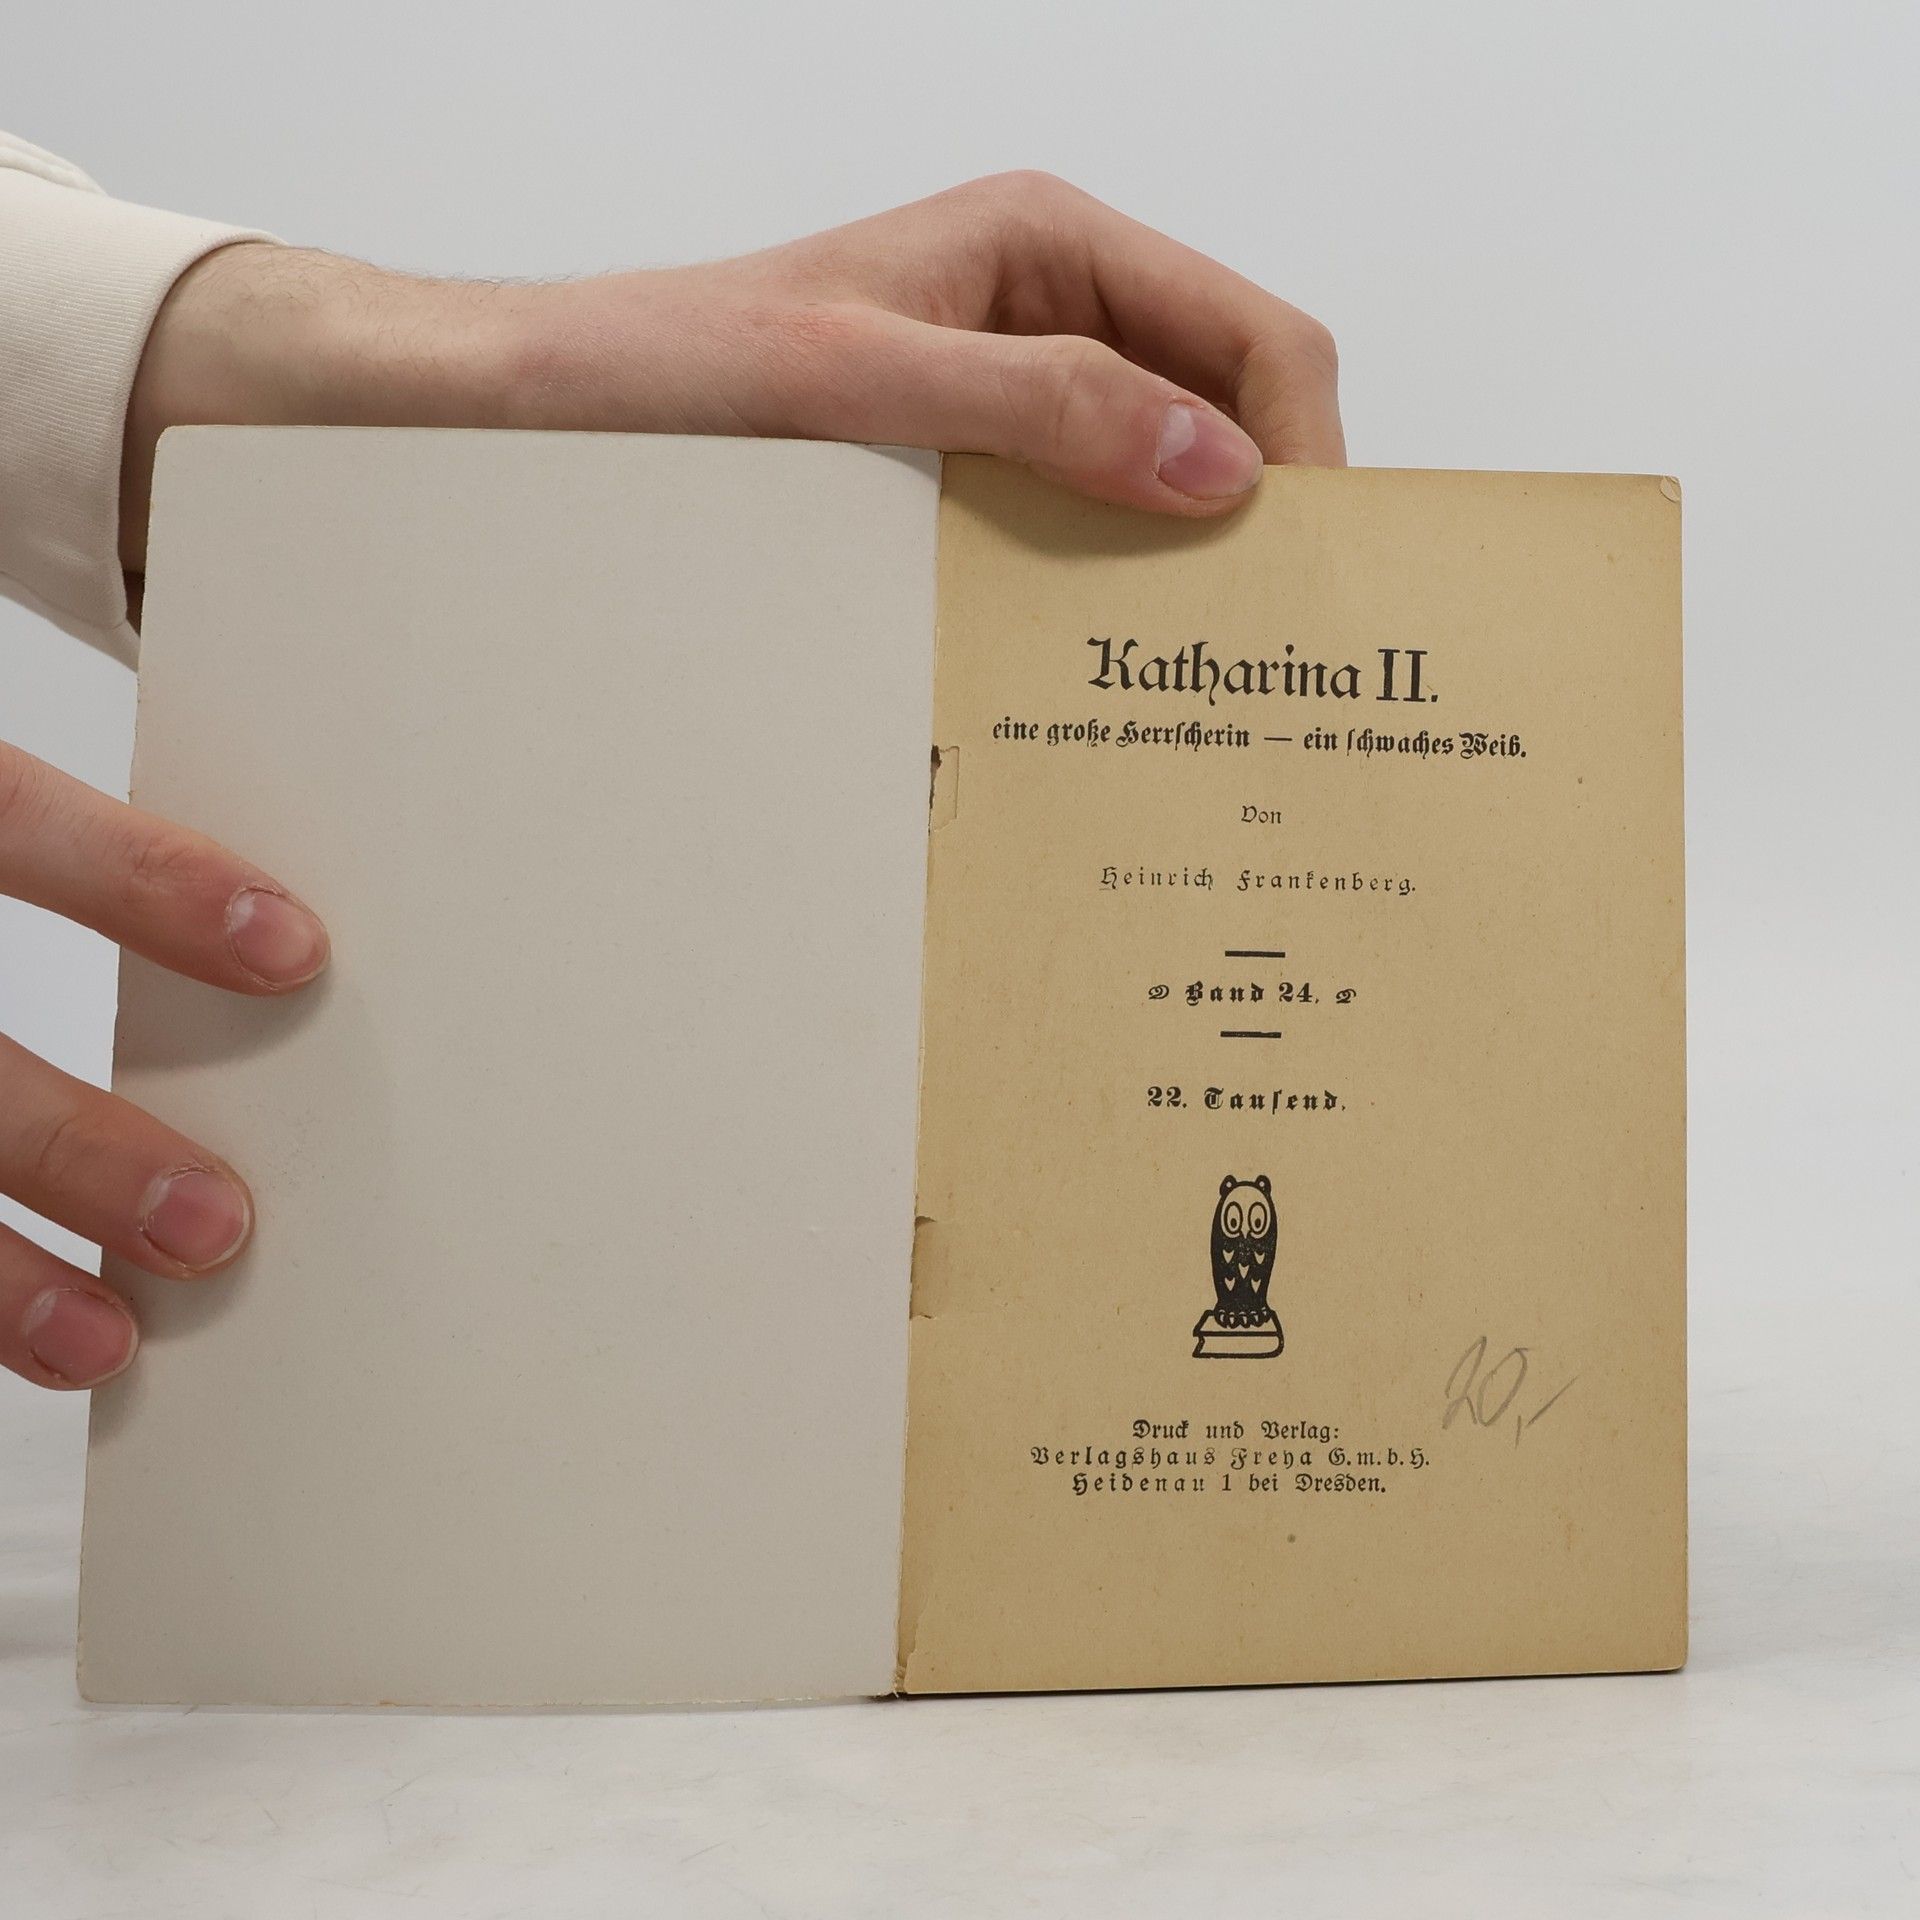 Katharina II.
eine große Herrſcherin — ein ſchwaches Weib.
Von
Heinrich Frankenberg.
Band 24.
22. Tauſend.
20,-
Druck und Verlag:
Verlagshaus Freya G.m.b.H.
Heidenau 1 bei Dresden.